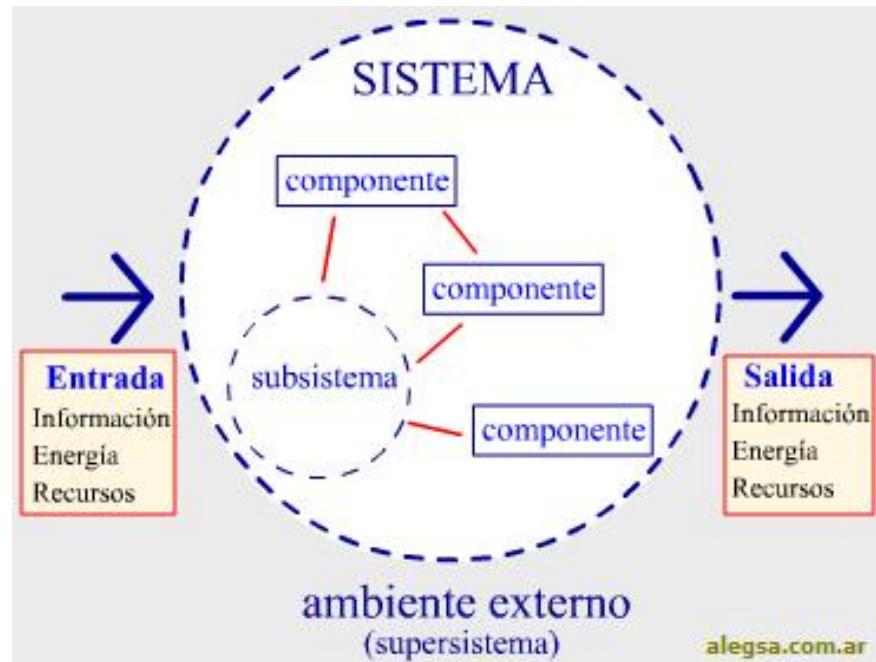 SISTEMA
componente
componente
subsistema
componente
Entrada
Información
Energía
Recursos
Salida
Información
Energía
Recursos
ambiente externo
(supersistema)
alegsa.com.ar